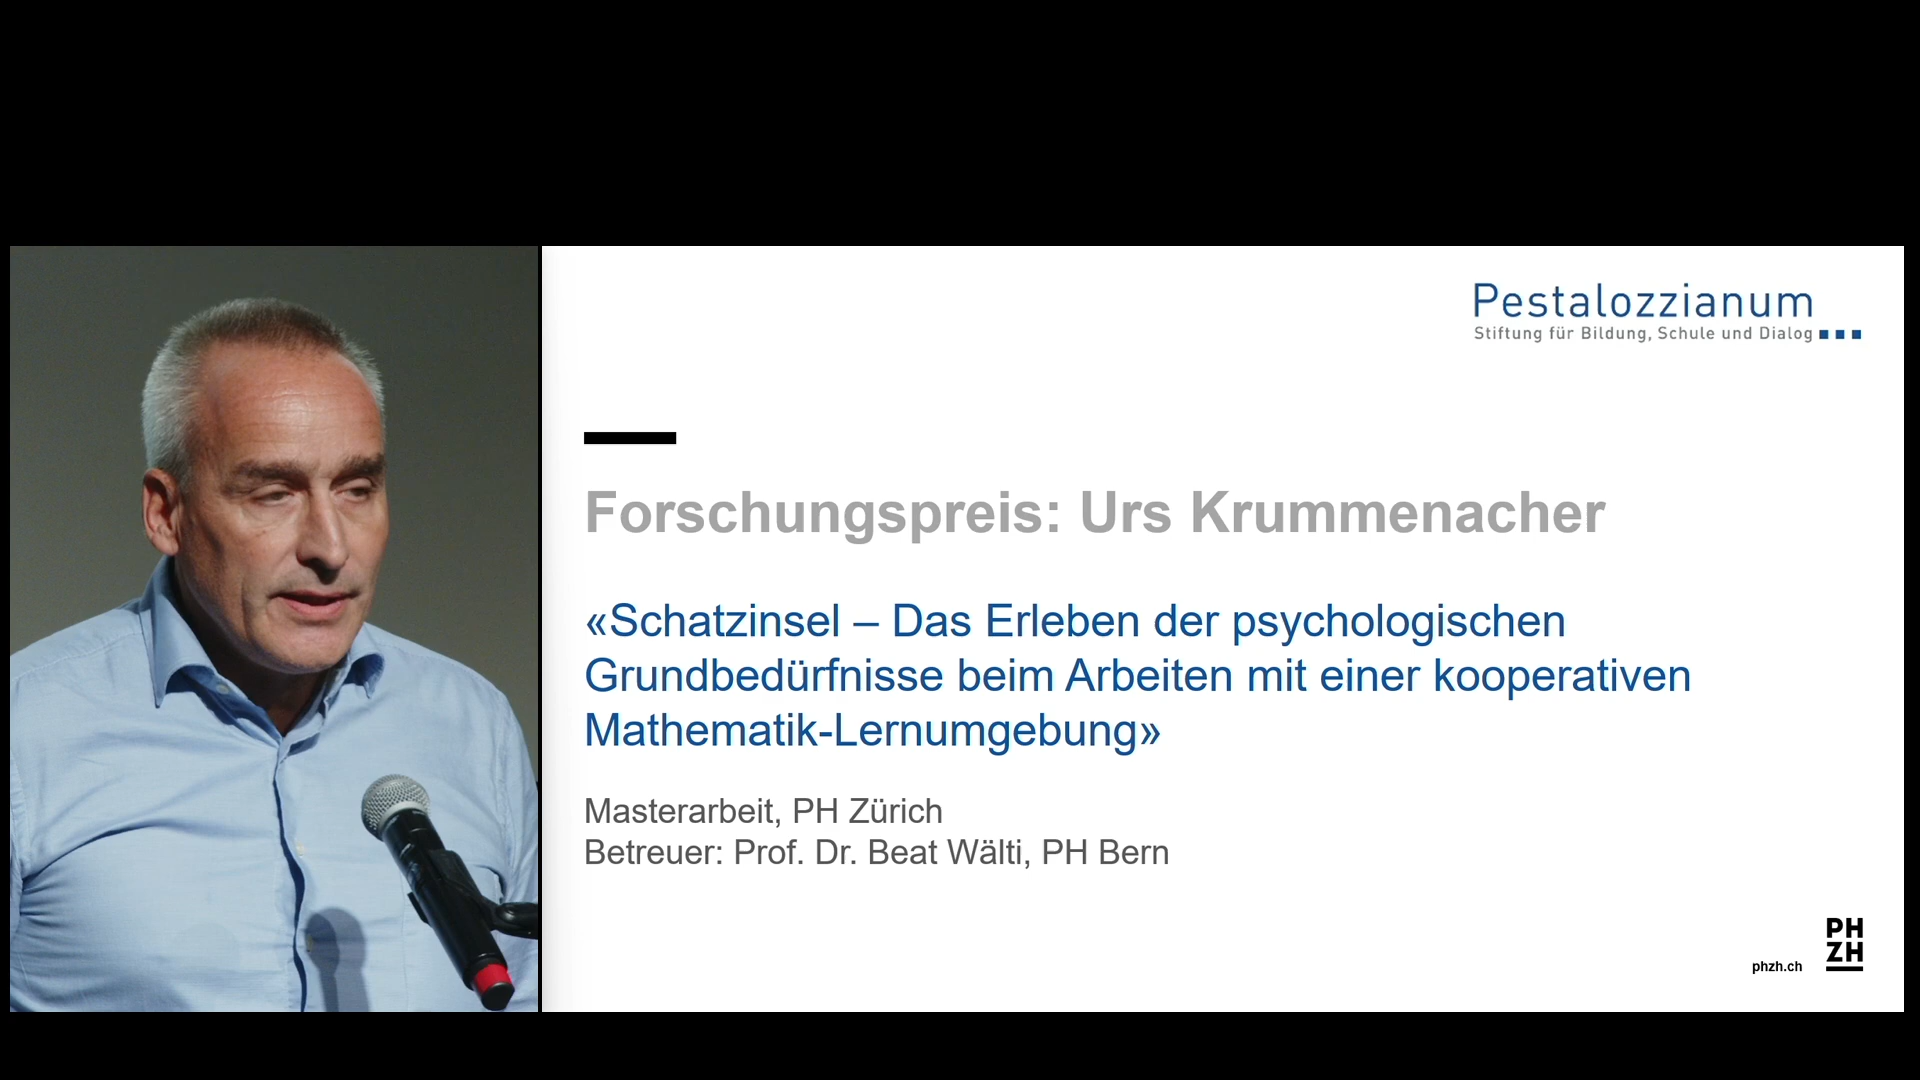 Pestalozzianum
Stiftung für Bildung, Schule und Dialog
Forschungspreis: Urs Krummenacher
«Schatzinsel – Das Erleben der psychologischen
Grundbedürfnisse beim Arbeiten mit einer kooperativen
Mathematik-Lernumgebung»
Masterarbeit, PH Zürich
Betreuer: Prof. Dr. Beat Wälti, PH Bern
phzh.ch
PH
ZH